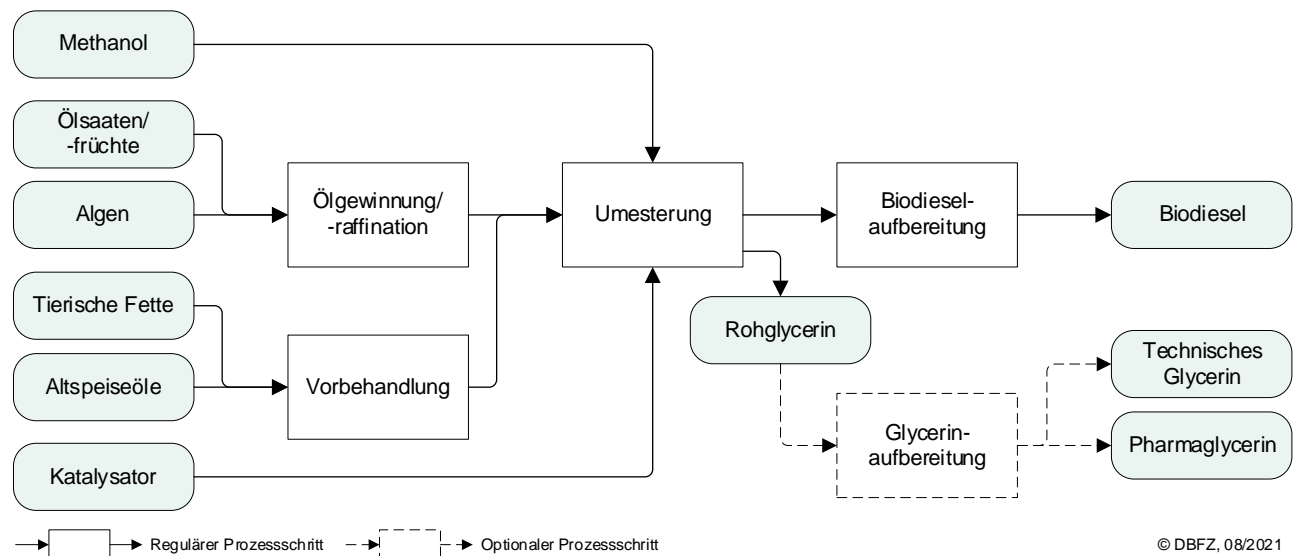 Methanol
Ölsaaten/
-früchte
Algen
Ölgewinnung/
-raffination
Umesterung
Biodiesel-
aufbereitung
Biodiesel
Tierische Fette
Rohglycerin
Altspeiseöle
Vorbehandlung
Technisches
Glycerin
Glycerin-
aufbereitung
Pharmaglycerin
Katalysator
Regulärer Prozessschritt
Optionaler Prozessschritt
© DBFZ, 08/2021